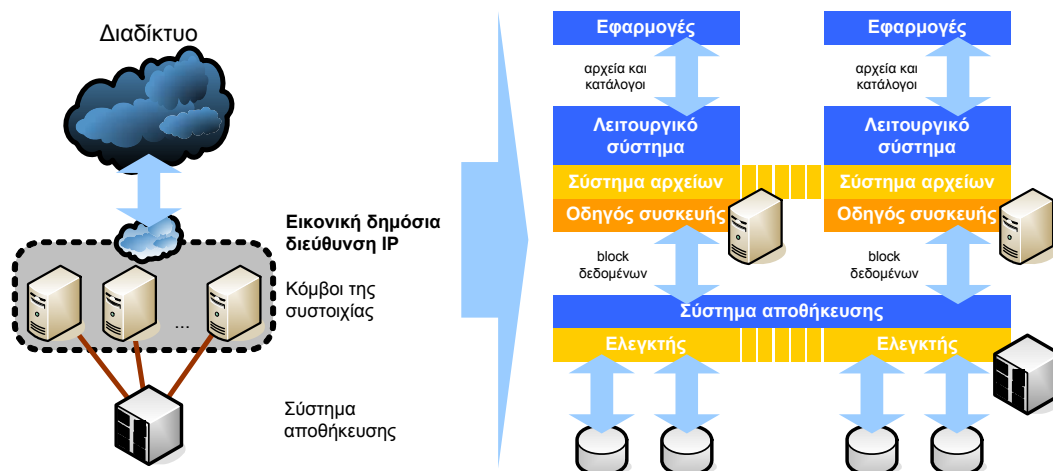 Διαδίκτυο
Εικονική δημόσια
διεύθυνση IP
Κόμβοι της
συστοιχίας
...
Σύστημα
αποθήκευσης
Εφαρμογές
Εφαρμογές
αρχεία και
κατάλογοι
αρχεία και
κατάλογοι
Λειτουργικό
σύστημα
Λειτουργικό
σύστημα
Σύστημα αρχείων
Σύστημα αρχείων
Οδηγός συσκευής
Οδηγός συσκευής
block
δεδομένων
block
δεδομένων
Σύστημα αποθήκευσης
Ελεγκτής
Ελεγκτής